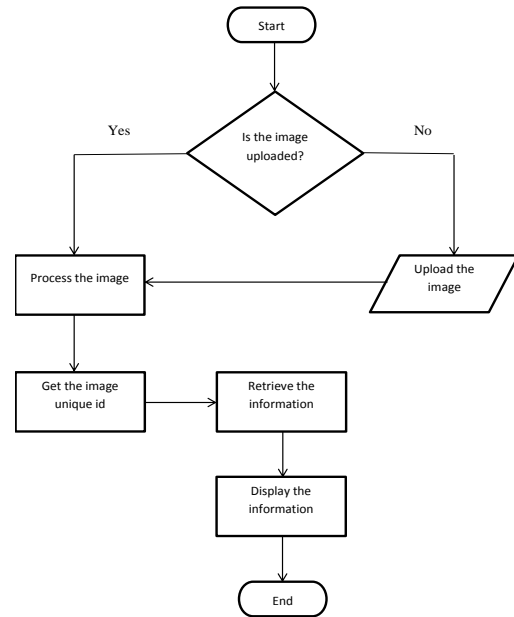 Start
Yes
Is the image
uploaded?
No
Process the image
Upload the
image
Get the image
unique id
Retrieve the
information
Display the
information
End